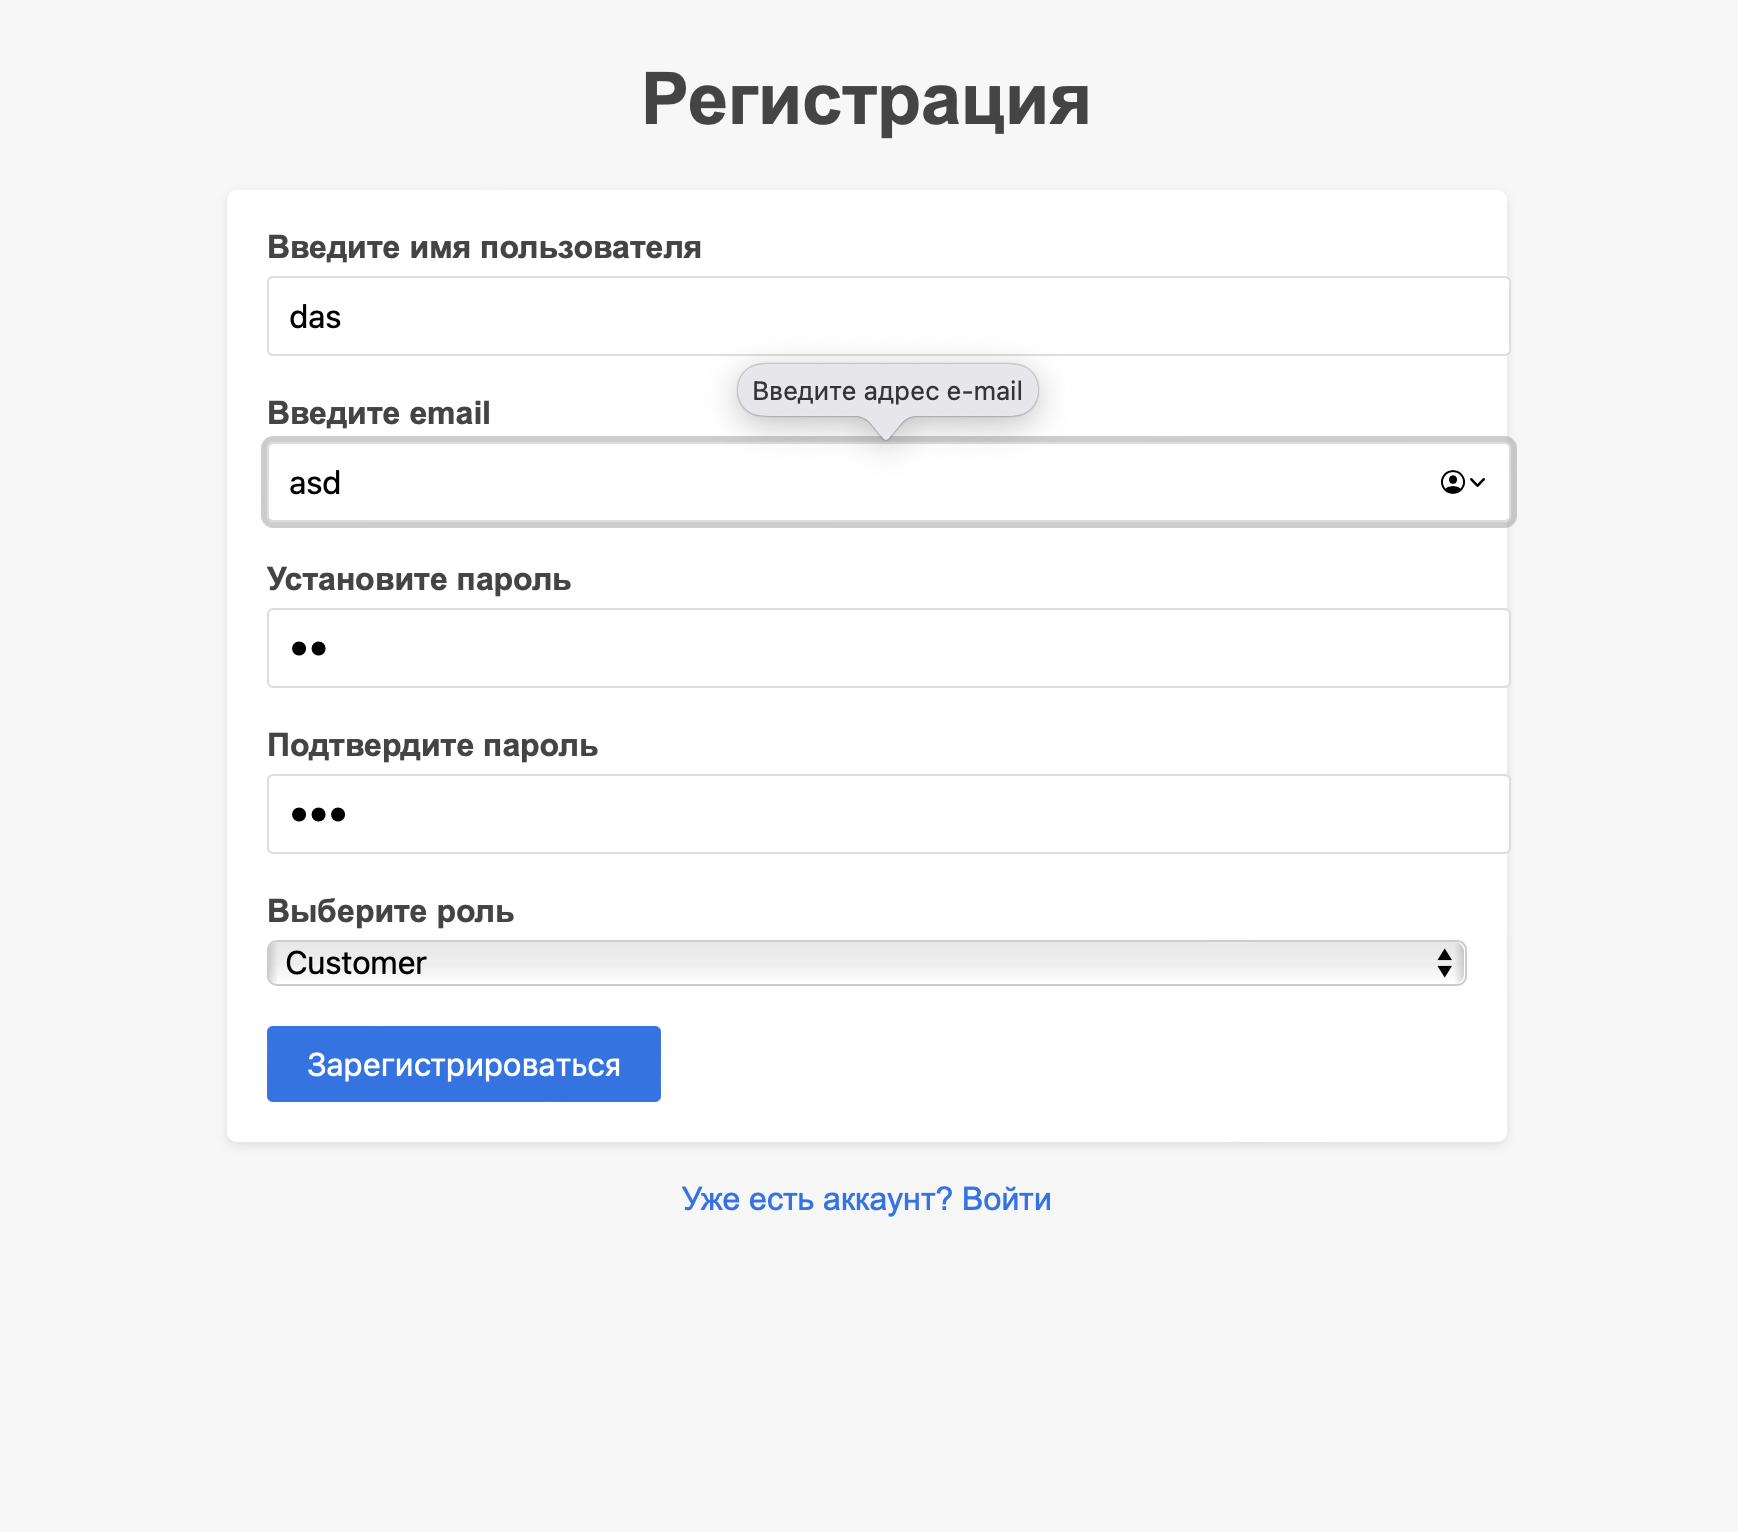 Регистрация
Введите имя пользователя
das
Введите адрес e-mail
Введите email
asd
Установите пароль
••
Подтвердите пароль
•••
Выберите роль
Customer
Зарегистрироваться
Уже есть аккаунт? Войти